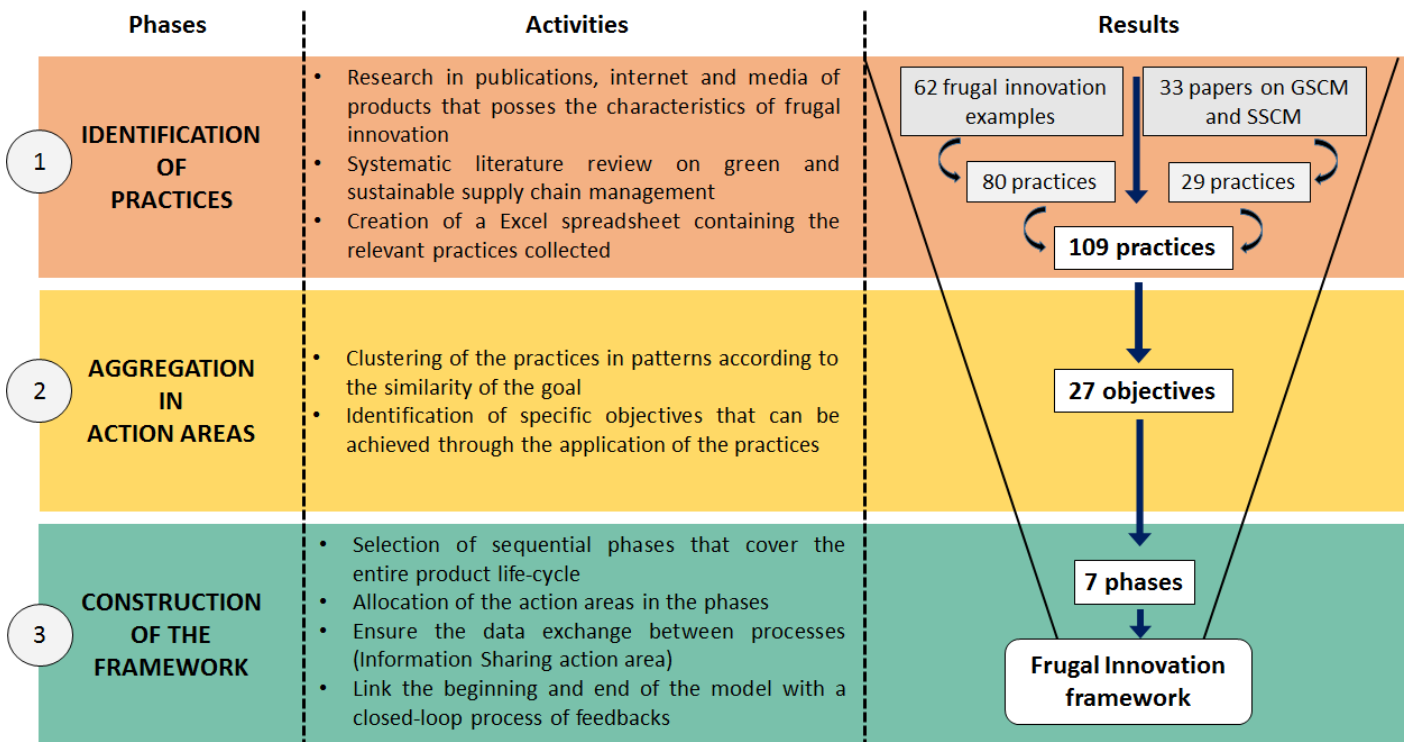 Phases
Activities
Results
1
IDENTIFICATION
OF
PRACTICES
• Research in publications, internet and media of
products that posses the characteristics of frugal
innovation
• Systematic literature review on green and
sustainable supply chain management
• Creation of a Excel spreadsheet containing the
relevant practices collected
62 frugal innovation
examples
33 papers on GSCM
and SSCM
80 practices
29 practices
109 practices
2
AGGREGATION
IN
ACTION AREAS
• Clustering of the practices in patterns according to
the similarity of the goal
• Identification of specific objectives that can be
achieved through the application of the practices
27 objectives
3
CONSTRUCTION
OF THE
FRAMEWORK
• Selection of sequential phases that cover the
entire product life-cycle
• Allocation of the action areas in the phases
• Ensure the data exchange between processes
(Information Sharing action area)
• Link the beginning and end of the model with a
closed-loop process of feedbacks
7 phases
Frugal Innovation
framework